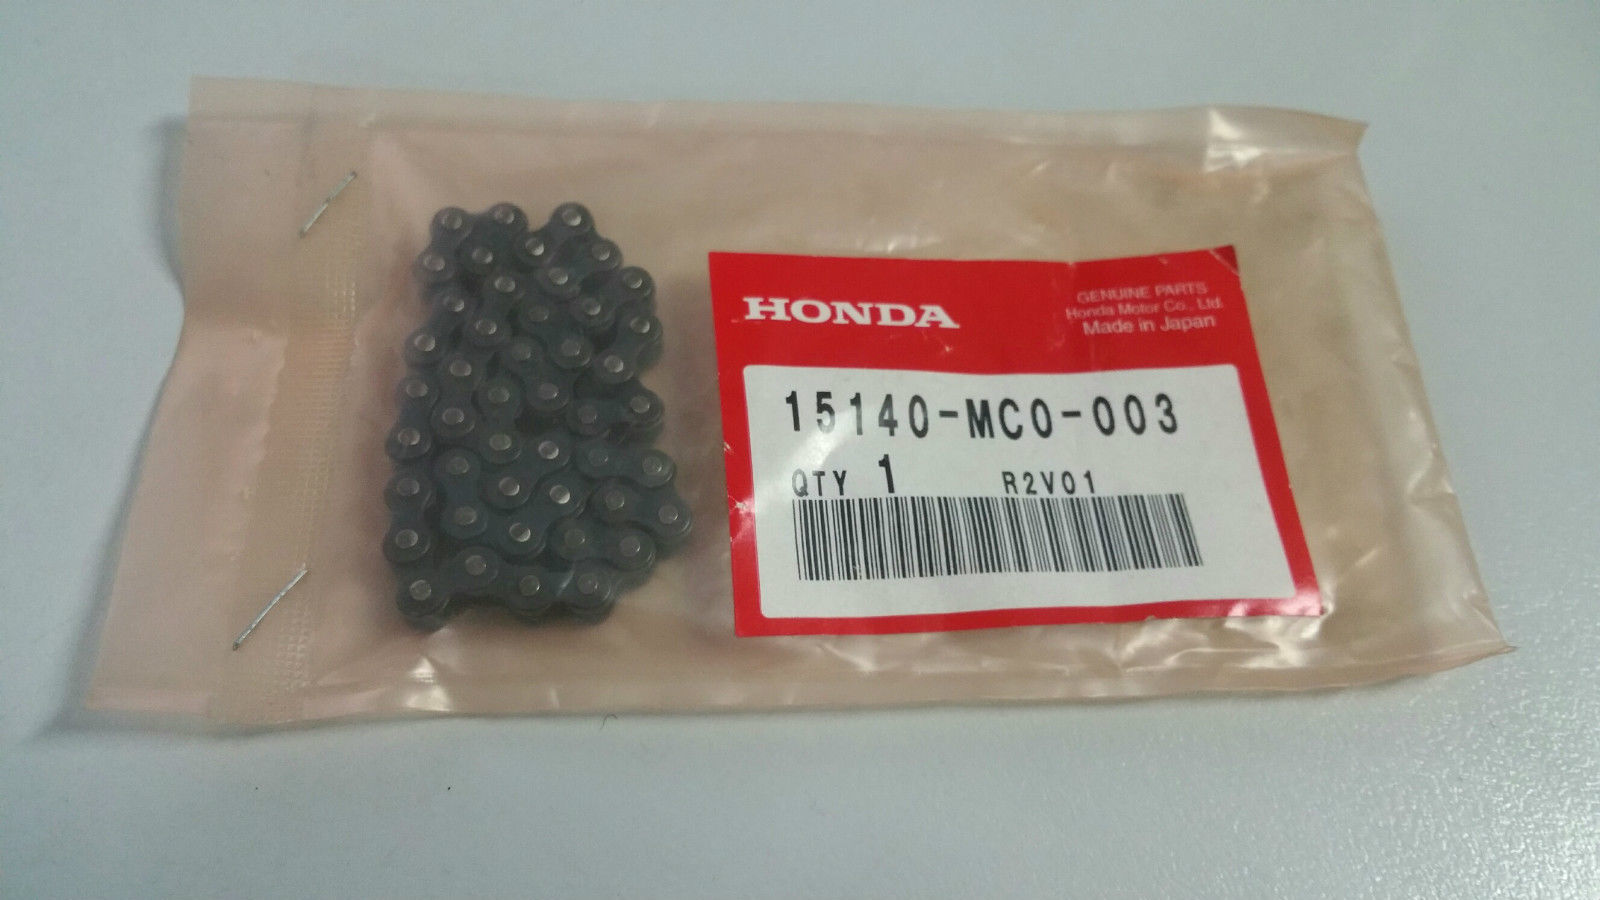 HONDA
GENUINE PARTS
Honda Motor Co., Ltd.
Made in Japan
15140-MC0-003
QTY 1 R2V01